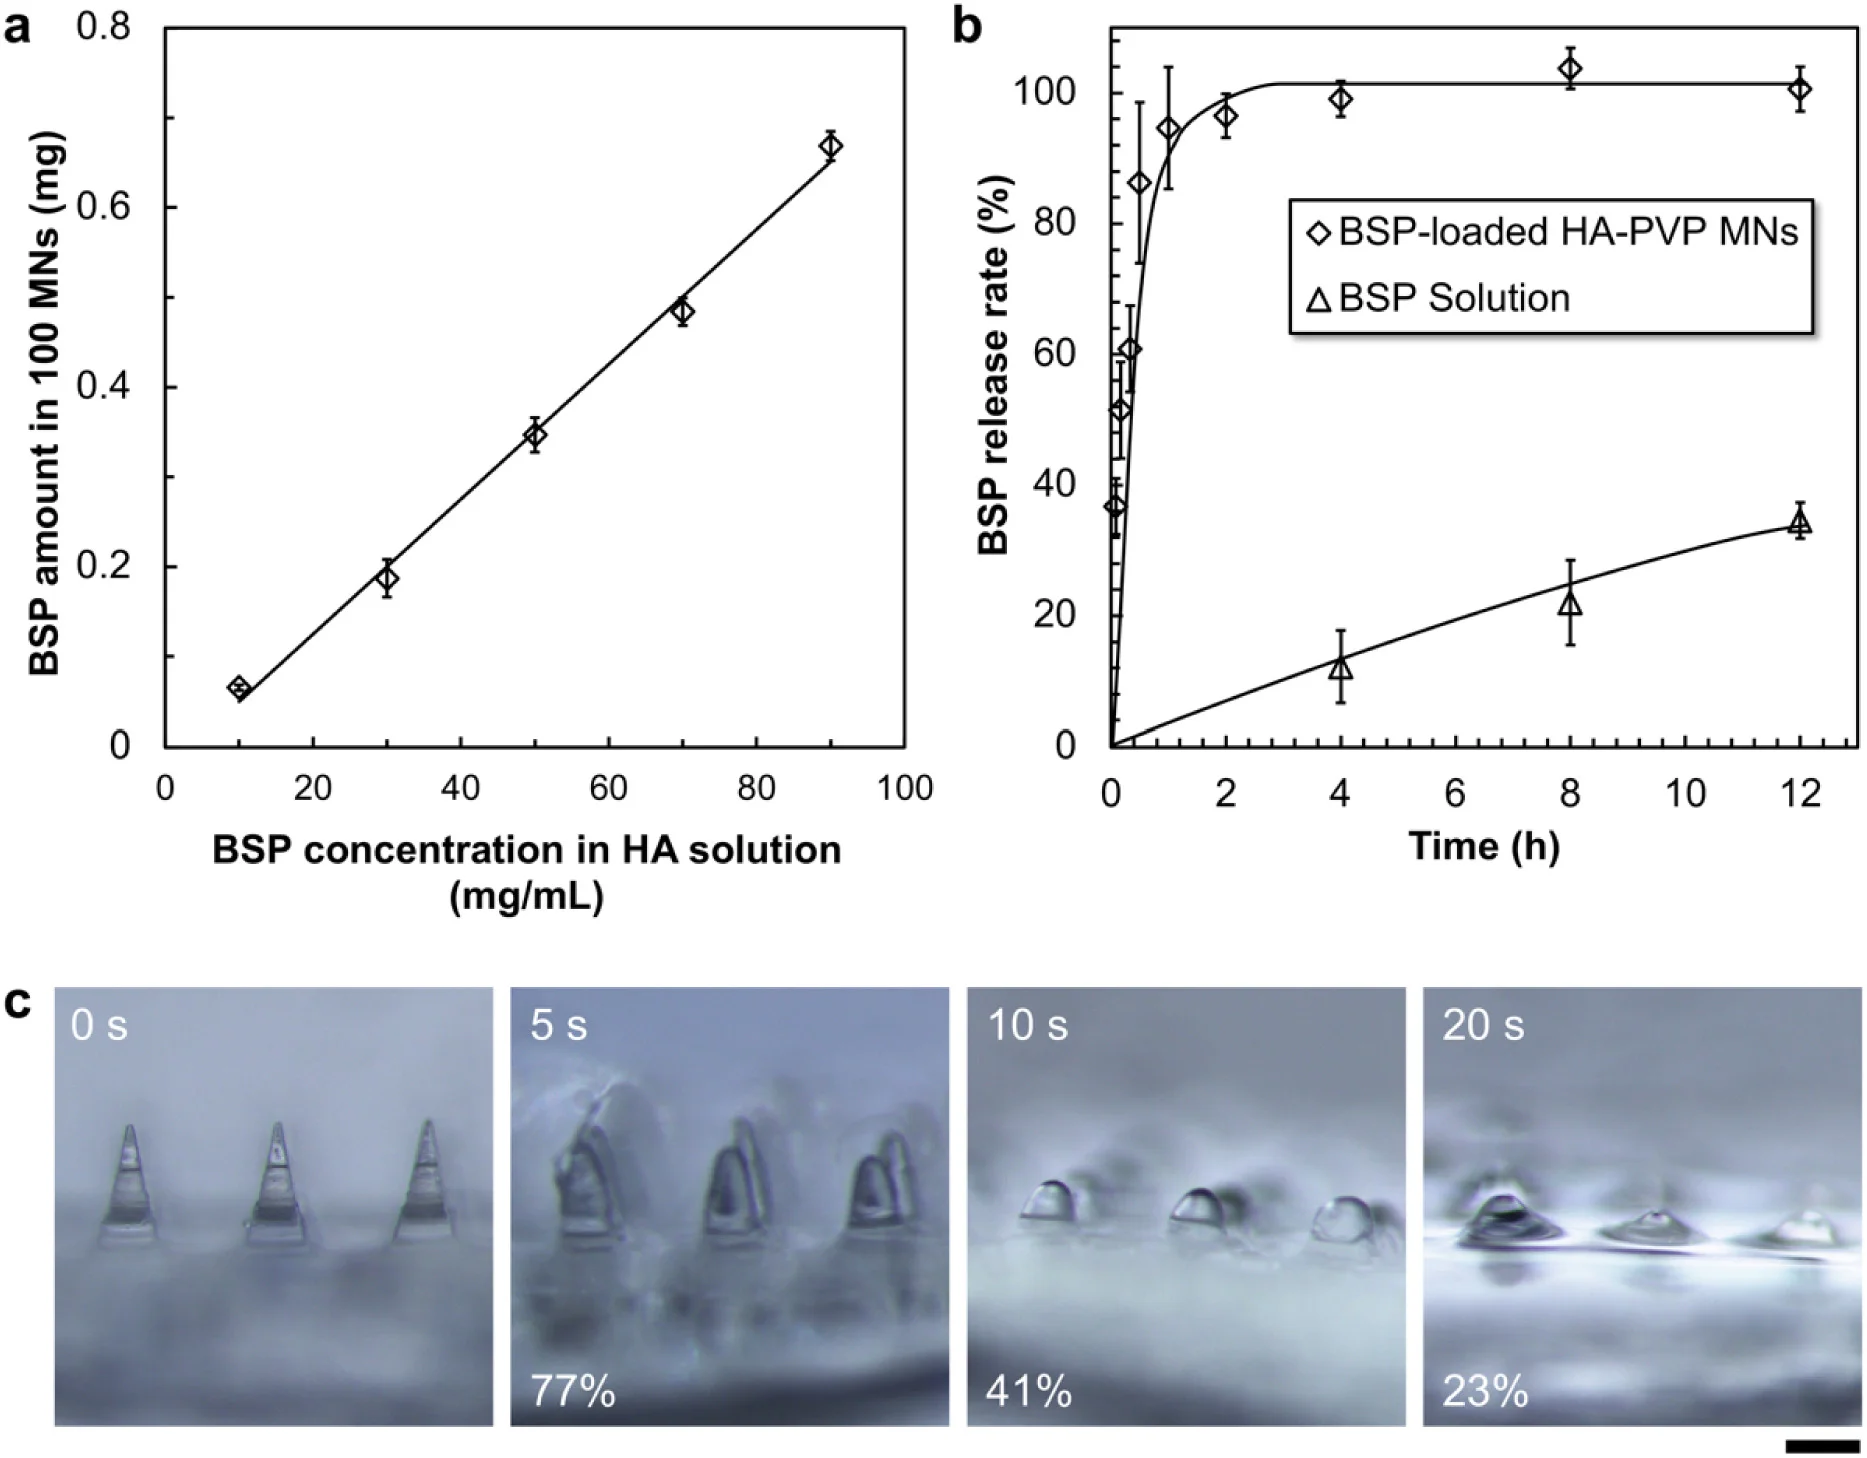 a
0.8
0.6
0.4
0.2
0
BSP amount in 100 MNs (mg)
0 20 40 60 80 100
BSP concentration in HA solution
(mg/mL)
b
100
80
60
40
20
0
BSP release rate (%)
BSP-loaded HA-PVP MNs
BSP Solution
0 2 4 6 8 10 12
Time (h)
c
0 s
77%
5 s
10 s
41%
20 s
23%